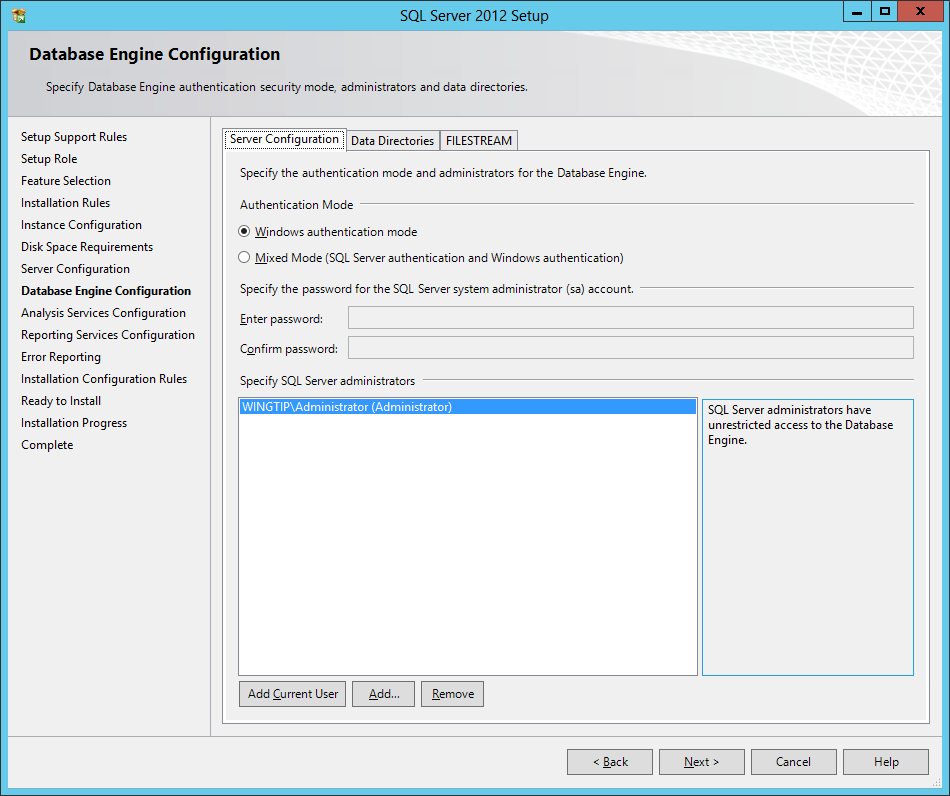 SQL Server 2012 Setup
Database Engine Configuration
Specify Database Engine authentication security mode, administrators and data directories.
Setup Support Rules
Setup Role
Feature Selection
Installation Rules
Instance Configuration
Disk Space Requirements
Server Configuration
Database Engine Configuration
Analysis Services Configuration
Reporting Services Configuration
Error Reporting
Installation Configuration Rules
Ready to Install
Installation Progress
Complete
Server Configuration Data Directories FILESTREAM
Specify the authentication mode and administrators for the Database Engine.
Authentication Mode
Windows authentication mode
Mixed Mode (SQL Server authentication and Windows authentication)
Specify the password for the SQL Server system administrator (sa) account.
Enter password:
Confirm password:
Specify SQL Server administrators
WINGTIP\Administrator (Administrator)
SQL Server administrators have
unrestricted access to the Database
Engine.
Add Current User Add... Remove
< Back Next > Cancel Help